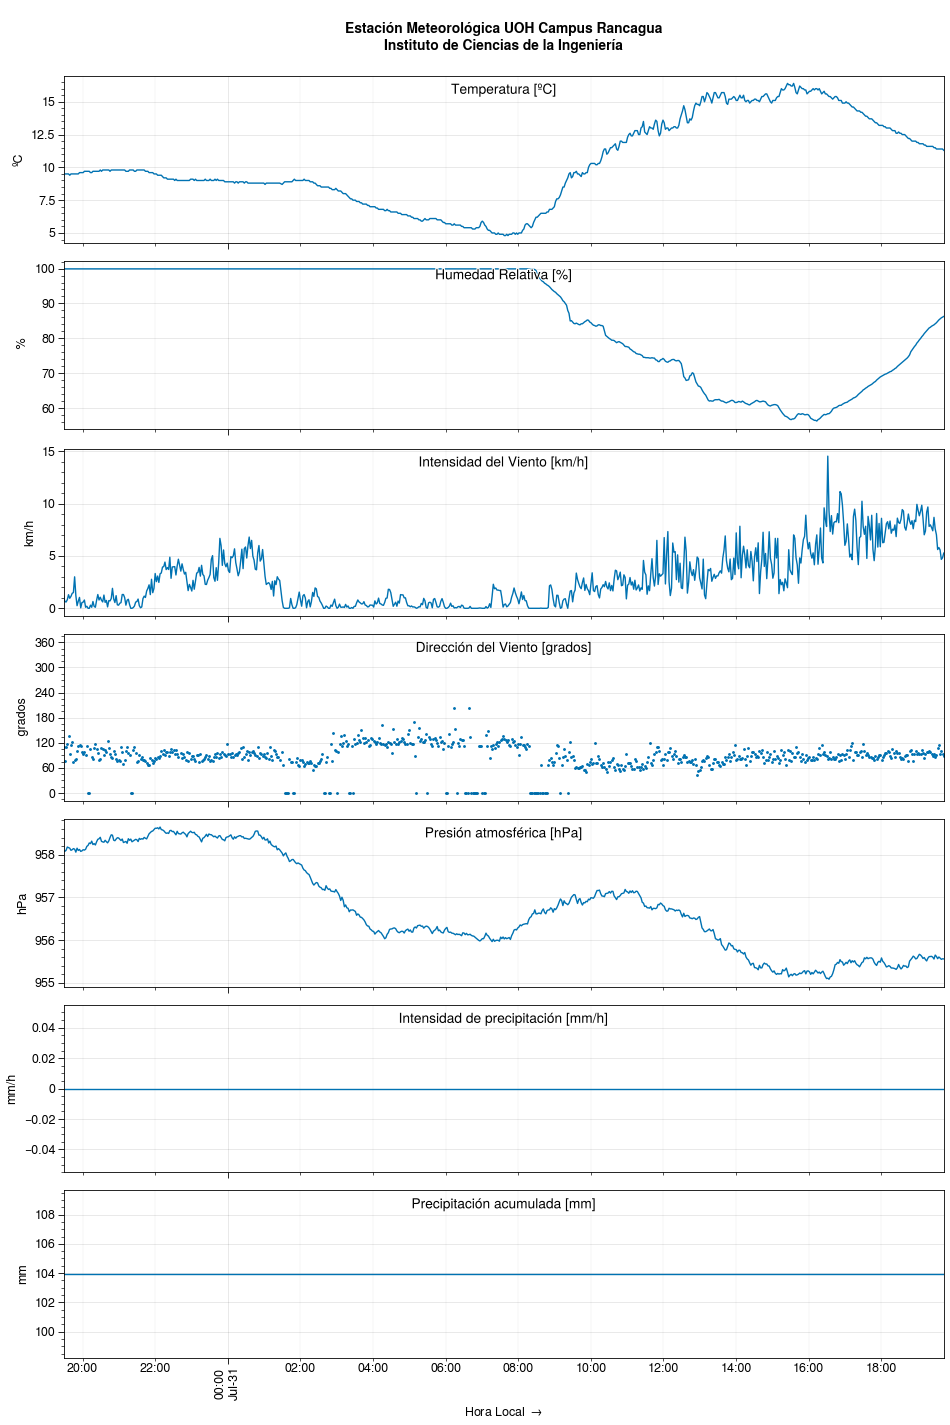 Estación Meteorológica UOH Campus Rancagua
Instituto de Ciencias de la Ingeniería
Temperatura [ºC]
15
12.5
10
7.5
5
ºC
Humedad Relativa [%]
100
90
80
70
60
%
Intensidad del Viento [km/h]
15
10
5
0
km/h
Dirección del Viento [grados]
360
300
240
180
120
60
0
grados
Presión atmosférica [hPa]
958
957
956
955
hPa
Intensidad de precipitación [mm/h]
0.04
0.02
0
−0.02
−0.04
mm/h
Precipitación acumulada [mm]
108
106
104
102
100
mm
20:00 22:00 00:00 02:00 04:00 06:00 08:00 10:00 12:00 14:00 16:00 18:00
Jul-31
Hora Local →